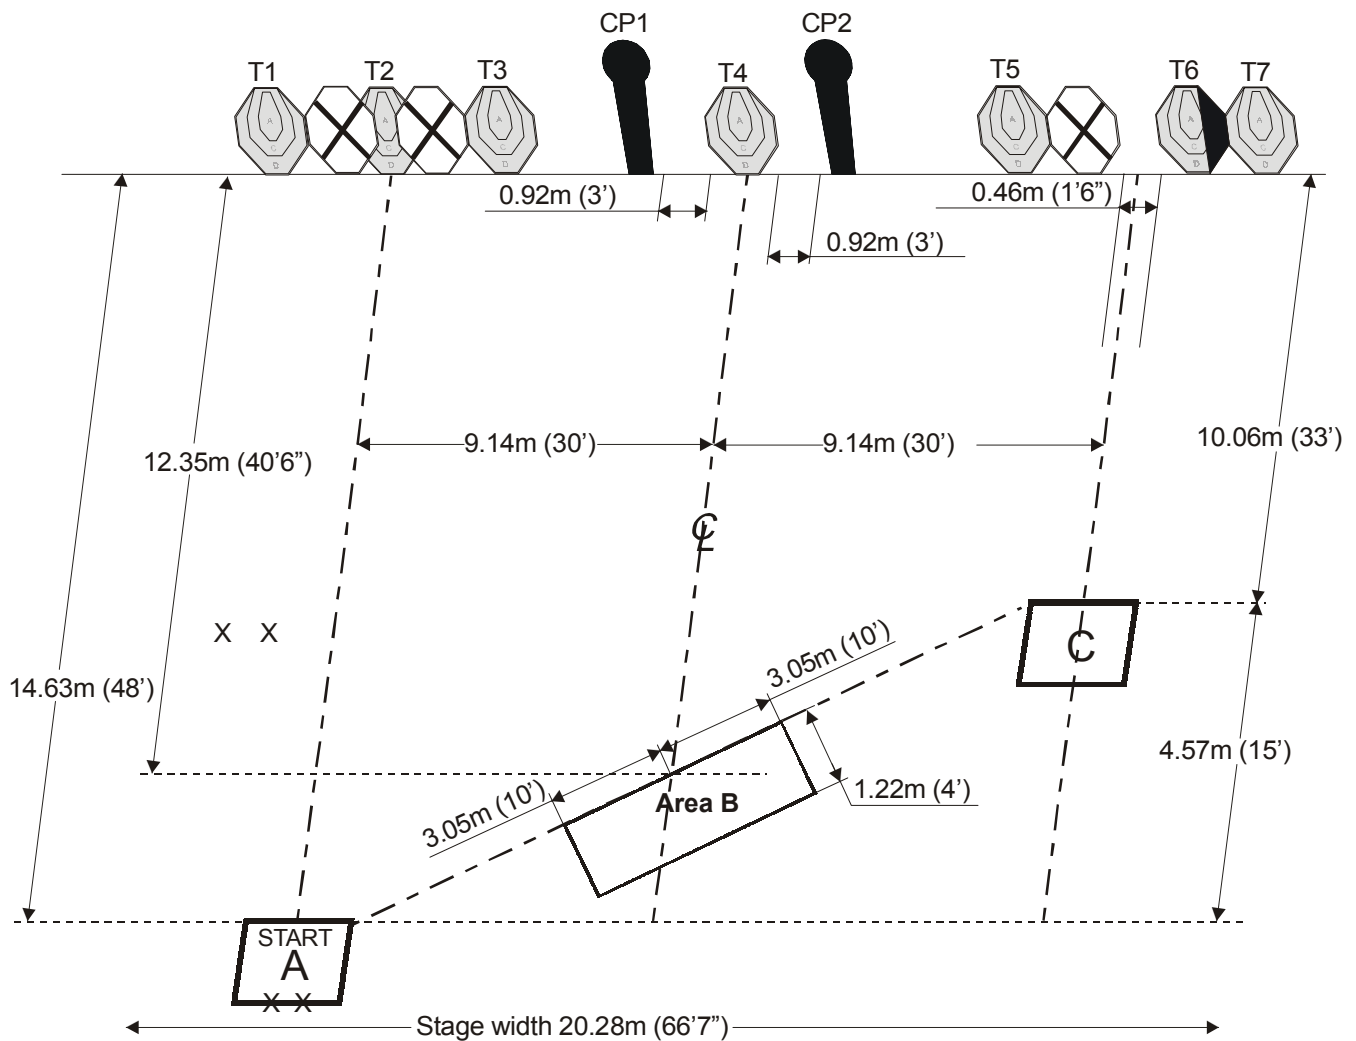 CP1 CP2
T1 T2 T3 T4 T5 T6 T7
A A A A A A A
C C C C C C C
D D D D D D D
0.92m (3’)
0.46m (1’6”)
0.92m (3’)
9.14m (30’) 9.14m (30’)
10.06m (33’)
12.35m (40’6”)
CL
X X
C
3.05m (10’)
14.63m (48’)
4.57m (15’)
1.22m (4’)
Area B
3.05m (10’)
START
A
X X
Stage width 20.28m (66’7”)